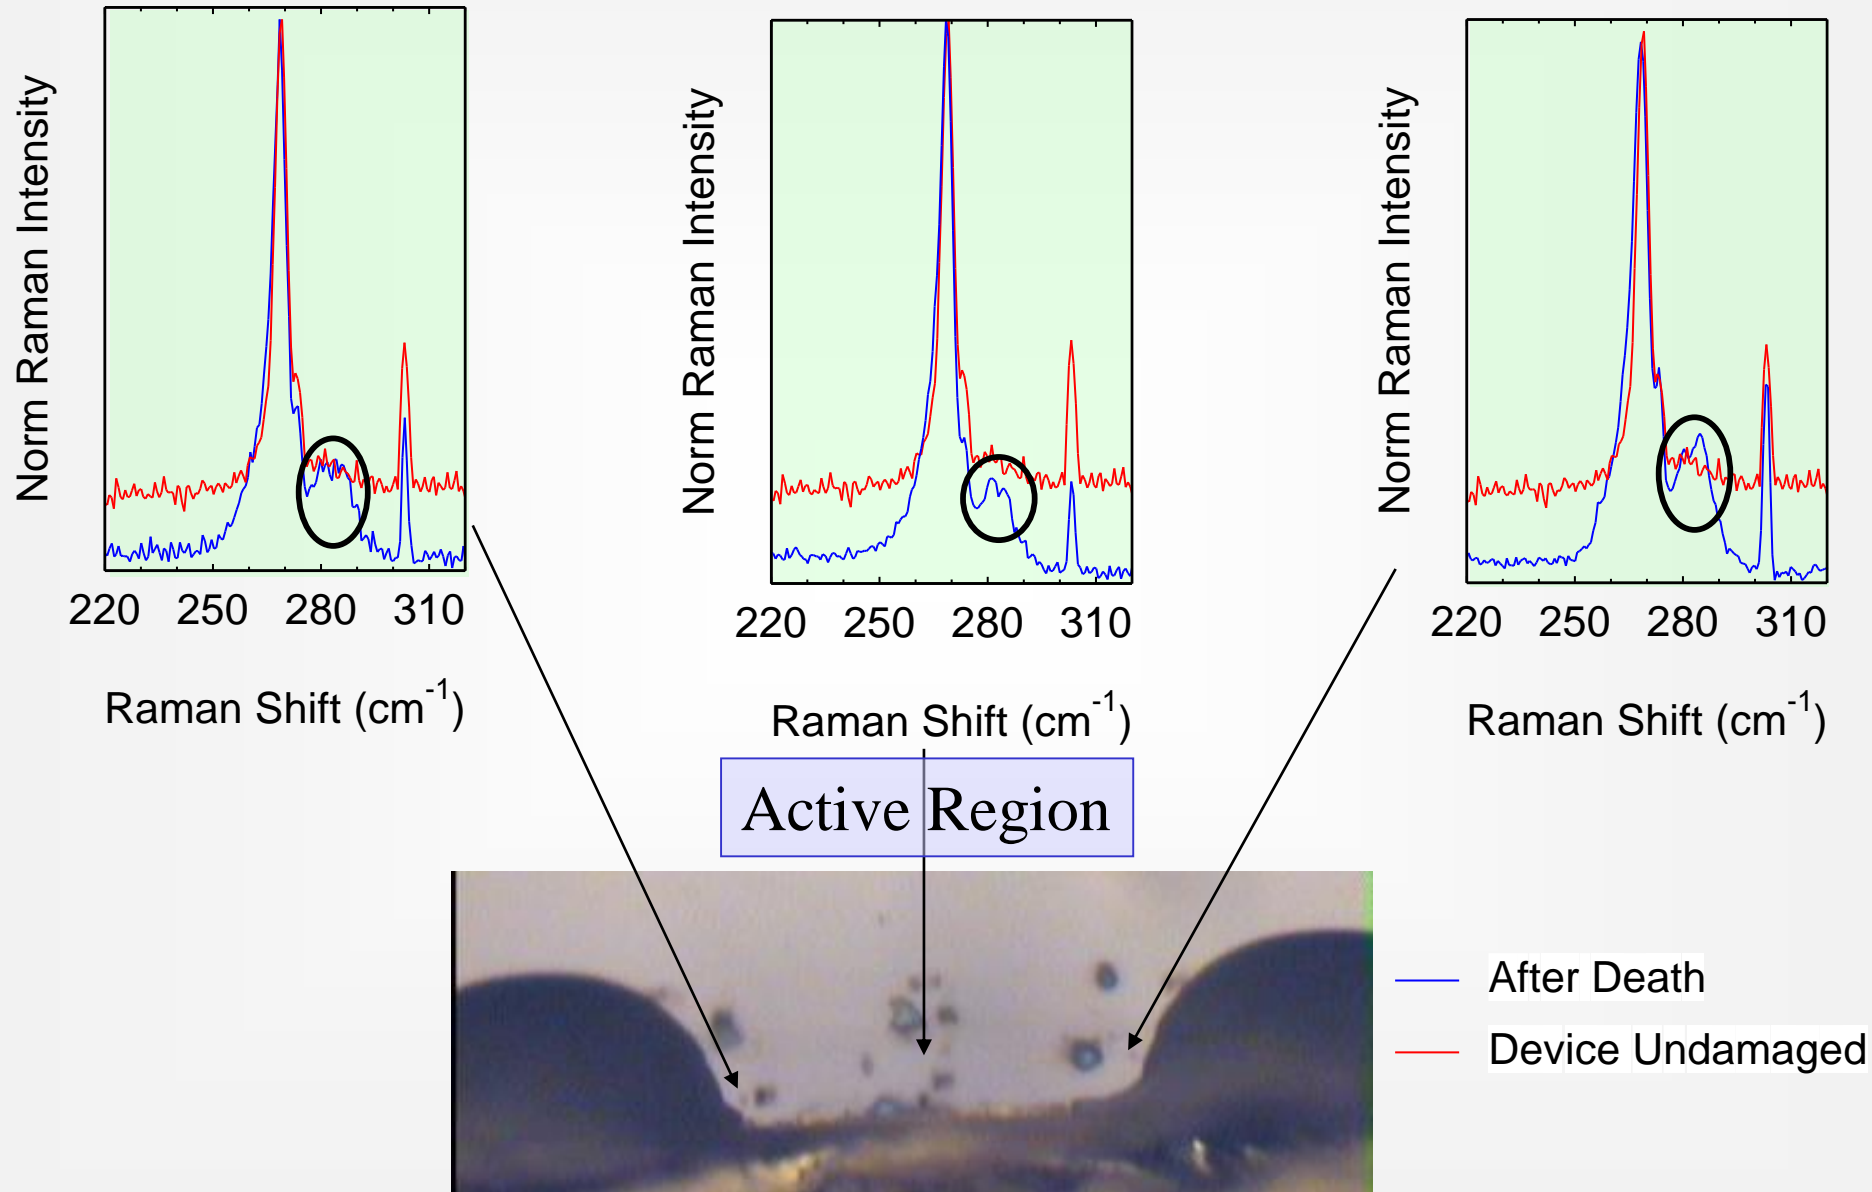 Norm Raman Intensity
220 250 280 310
Raman Shift (cm-1)
Norm Raman Intensity
220 250 280 310
Raman Shift (cm-1)
Norm Raman Intensity
220 250 280 310
Raman Shift (cm-1)
Active Region
After Death
Device Undamaged